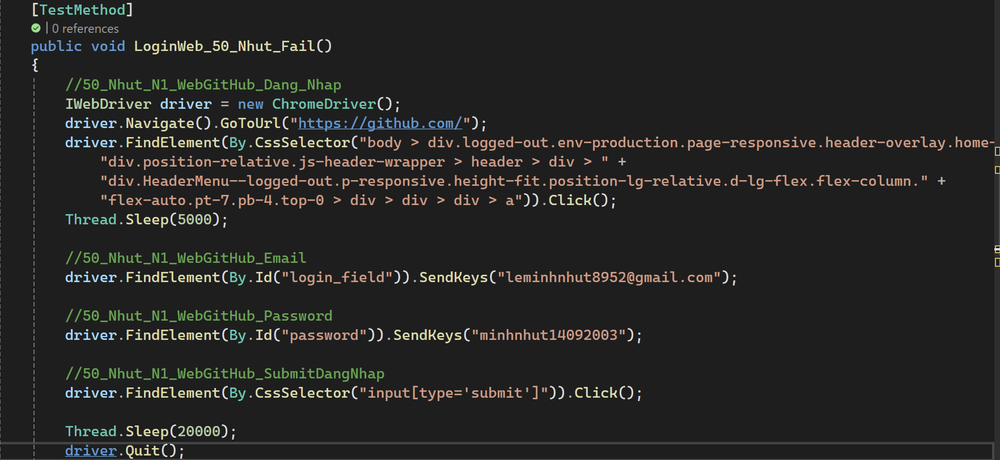 [TestMethod]
| 0 references
public void LoginWeb_50_Nhut_Fail()
{
//50_Nhut_N1_WebGitHub_Dang_Nhap
IWebDriver driver = new ChromeDriver();
driver.Navigate().GoToUrl("https://github.com/");
driver.FindElement(By.CssSelector("body > div.logged-out.env-production.page-responsive.header-overlay.home-
"div.position-relative.js-header-wrapper > header > div > " +
"div.HeaderMenu--logged-out.p-responsive.height-fit.position-lg-relative.d-lg-flex.flex-column." +
"flex-auto.pt-7.pb-4.top-0 > div > div > div > a")).Click();
Thread.Sleep(5000);
//50_Nhut_N1_WebGitHub_Email
driver.FindElement(By.Id("login_field")).SendKeys("leminhnhut8952@gmail.com");
//50_Nhut_N1_WebGitHub_Password
driver.FindElement(By.Id("password")).SendKeys("minhnhut14092003");
//50_Nhut_N1_WebGitHub_SubmitDangNhap
driver.FindElement(By.CssSelector("input[type='submit']")).Click();
Thread.Sleep(20000);
driver.Quit();